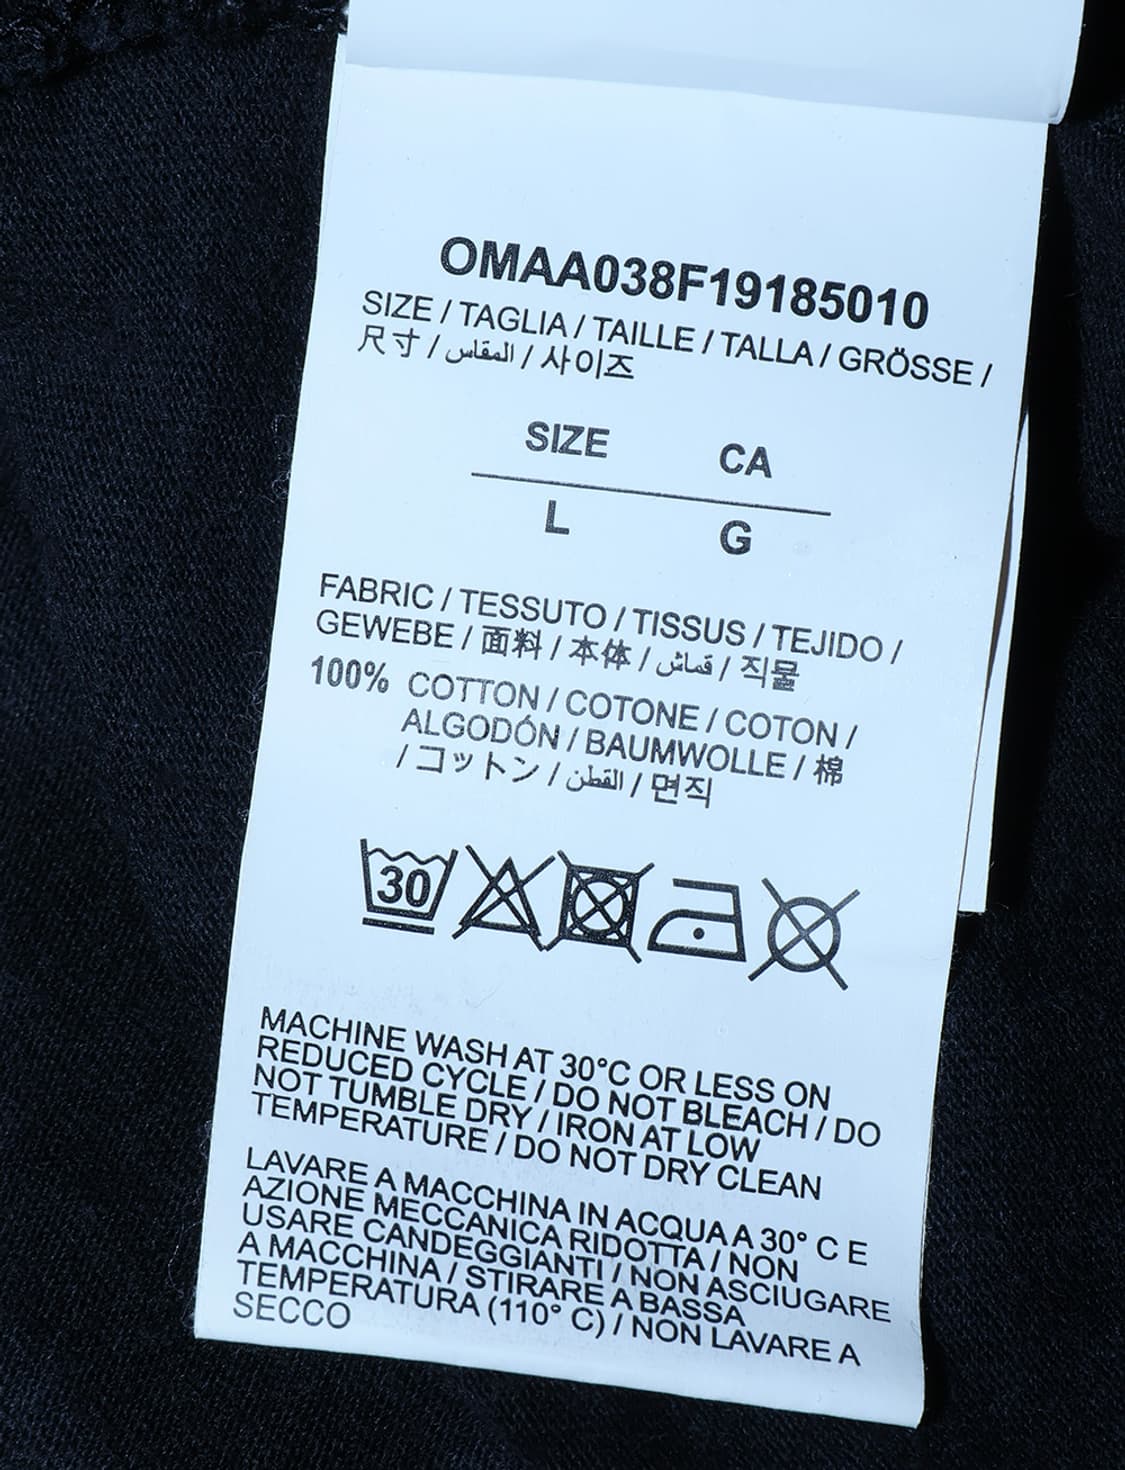 OMAA038F19185010
SIZE / TAGLIA / TAILLE / TALLA / GRÖSSE /
尺寸 / المقاس / 사이즈
SIZE CA
L G
FABRIC / TESSUTO / TISSUS / TEJIDO /
GEWEBE / 面料 / 本体 / قماش / 직물
100% COTTON / COTONE / COTON /
ALGODÓN / BAUMWOLLE / 棉
/ コットン / القطن / 면직
30
MACHINE WASH AT 30°C OR LESS ON
REDUCED CYCLE / DO NOT BLEACH / DO
NOT TUMBLE DRY / IRON AT LOW
TEMPERATURE / DO NOT DRY CLEAN
LAVARE A MACCHINA IN ACQUA A 30° C E
AZIONE MECCANICA RIDOTTA / NON
USARE CANDEGGIANTI / NON ASCIUGARE
A MACCHINA / STIRARE A BASSA
TEMPERATURA (110° C) / NON LAVARE A
SECCO